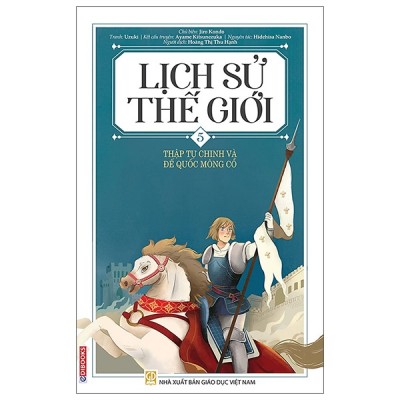 Chủ biên: Jiro Kondo
Tranh: Uzuki | Kết cấu truyện: Ayame Kitsunezuka | Nguyên tác: Hidehisa Nanbo
Người dịch: Hoàng Thị Thu Hạnh
LỊCH SỬ
THẾ GIỚI
5
THẬP TỰ CHINH VÀ
ĐẾ QUỐC MÔNG CỔ
DIBOOKS
NHÀ XUẤT BẢN GIÁO DỤC VIỆT NAM